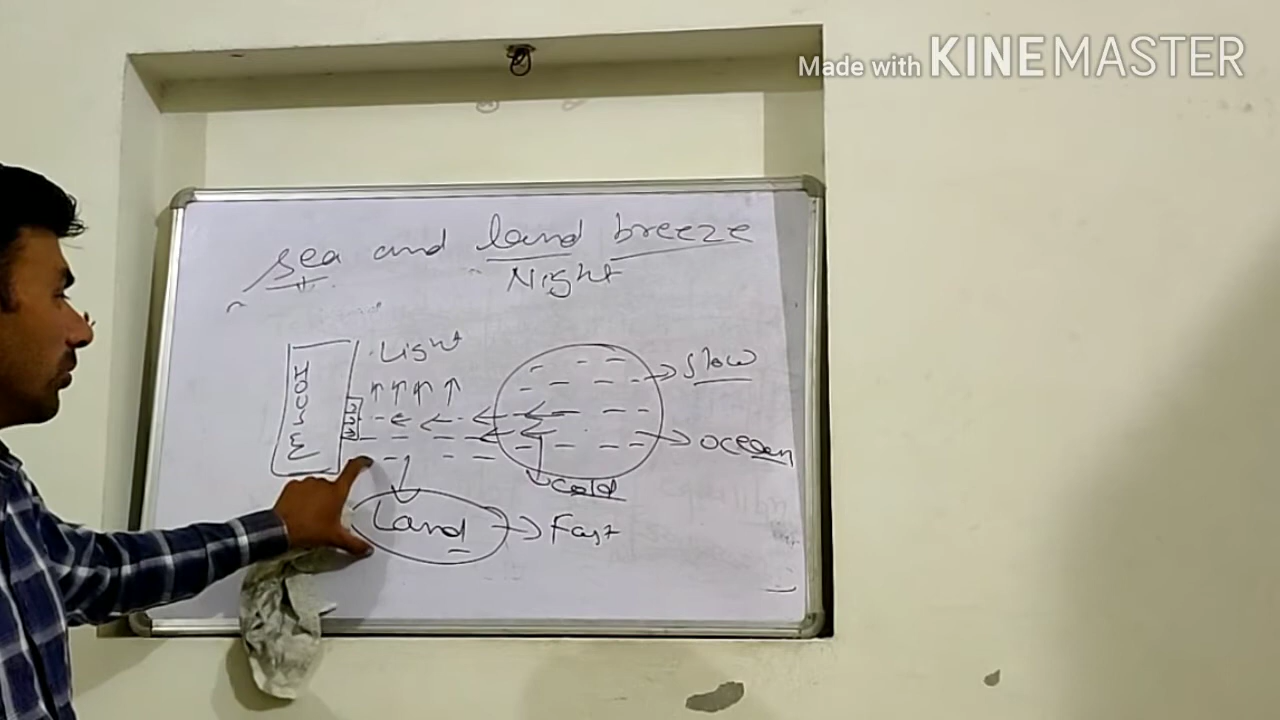 Made with KINEMASTER
sea and land breeze
Night
Light
HOUSE
slow
ocean
cold
Land
Fast